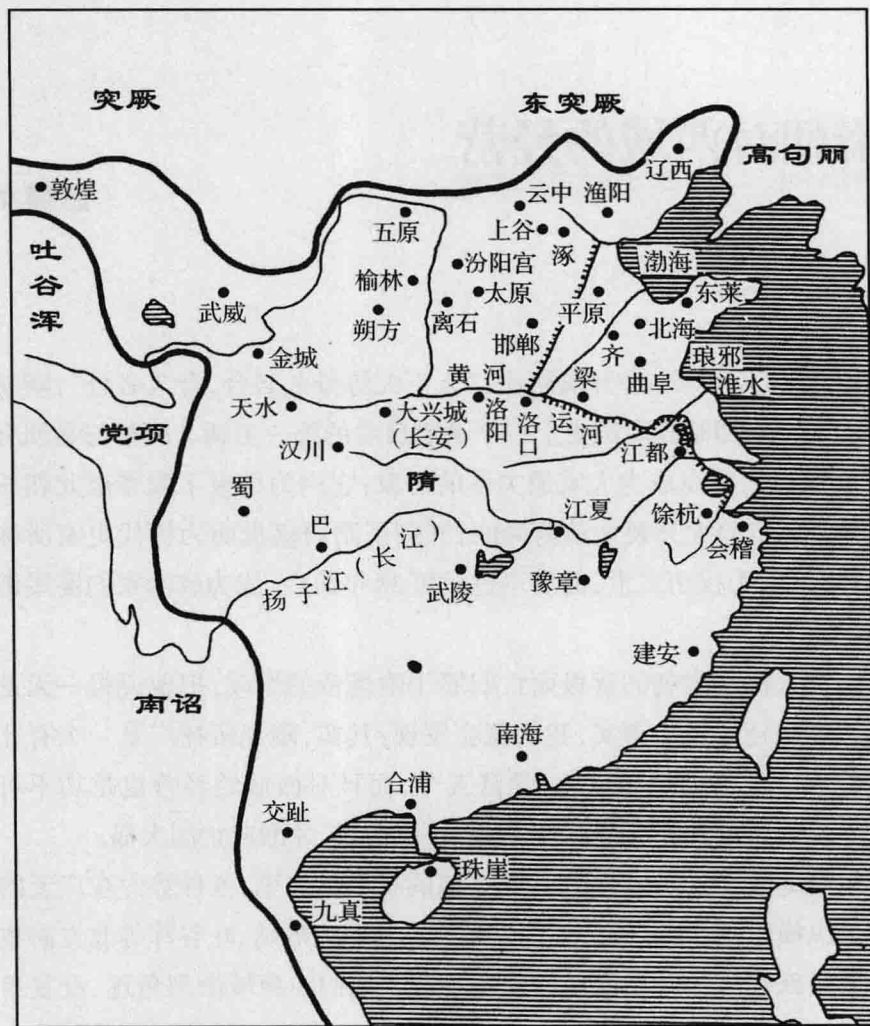 突厥
东突厥
高句丽
辽西
敦煌
云中
渔阳
五原
上谷
涿
吐谷浑
汾阳宫
渤海
榆林
太原
东莱
武威
平原
朔方
离石
北海
邯郸
齐
琅邪
金城
曲阜
黄河
梁
淮水
天水
大兴城
(长安)
洛阳
洛口
运河
党项
汉川
江都
隋
蜀
江夏
馀杭
巴
会稽
扬子江(长江)
武陵
豫章
建安
南诏
南海
合浦
交趾
珠崖
九真